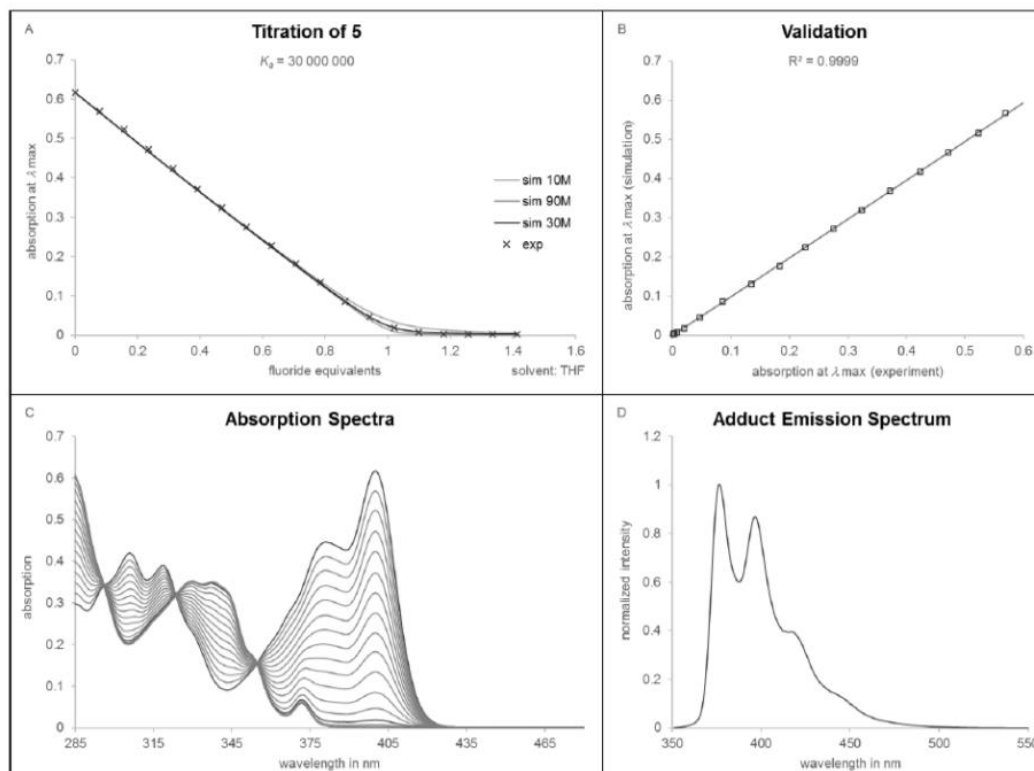 A
Titration of 5
Ka = 30 000 000
0.7
0.6
0.5
0.4
0.3
0.2
0.1
0
absorption at λ max
sim 10M
sim 90M
sim 30M
exp
0 0.2 0.4 0.6 0.8 1 1.2 1.4 1.6
fluoride equivalents
solvent: THF
B
Validation
R² = 0.9999
0.7
0.6
0.5
0.4
0.3
0.2
0.1
0
absorption at λ max (simulation)
0 0.1 0.2 0.3 0.4 0.5 0.6
absorption at λ max (experiment)
C
Absorption Spectra
0.7
0.6
0.5
0.4
0.3
0.2
0.1
0
absorption
285 315 345 375 405 435 465
wavelength in nm
D
Adduct Emission Spectrum
1.2
1
0.8
0.6
0.4
0.2
0
normalized intensity
350 400 450 500 550
wavelength in nm